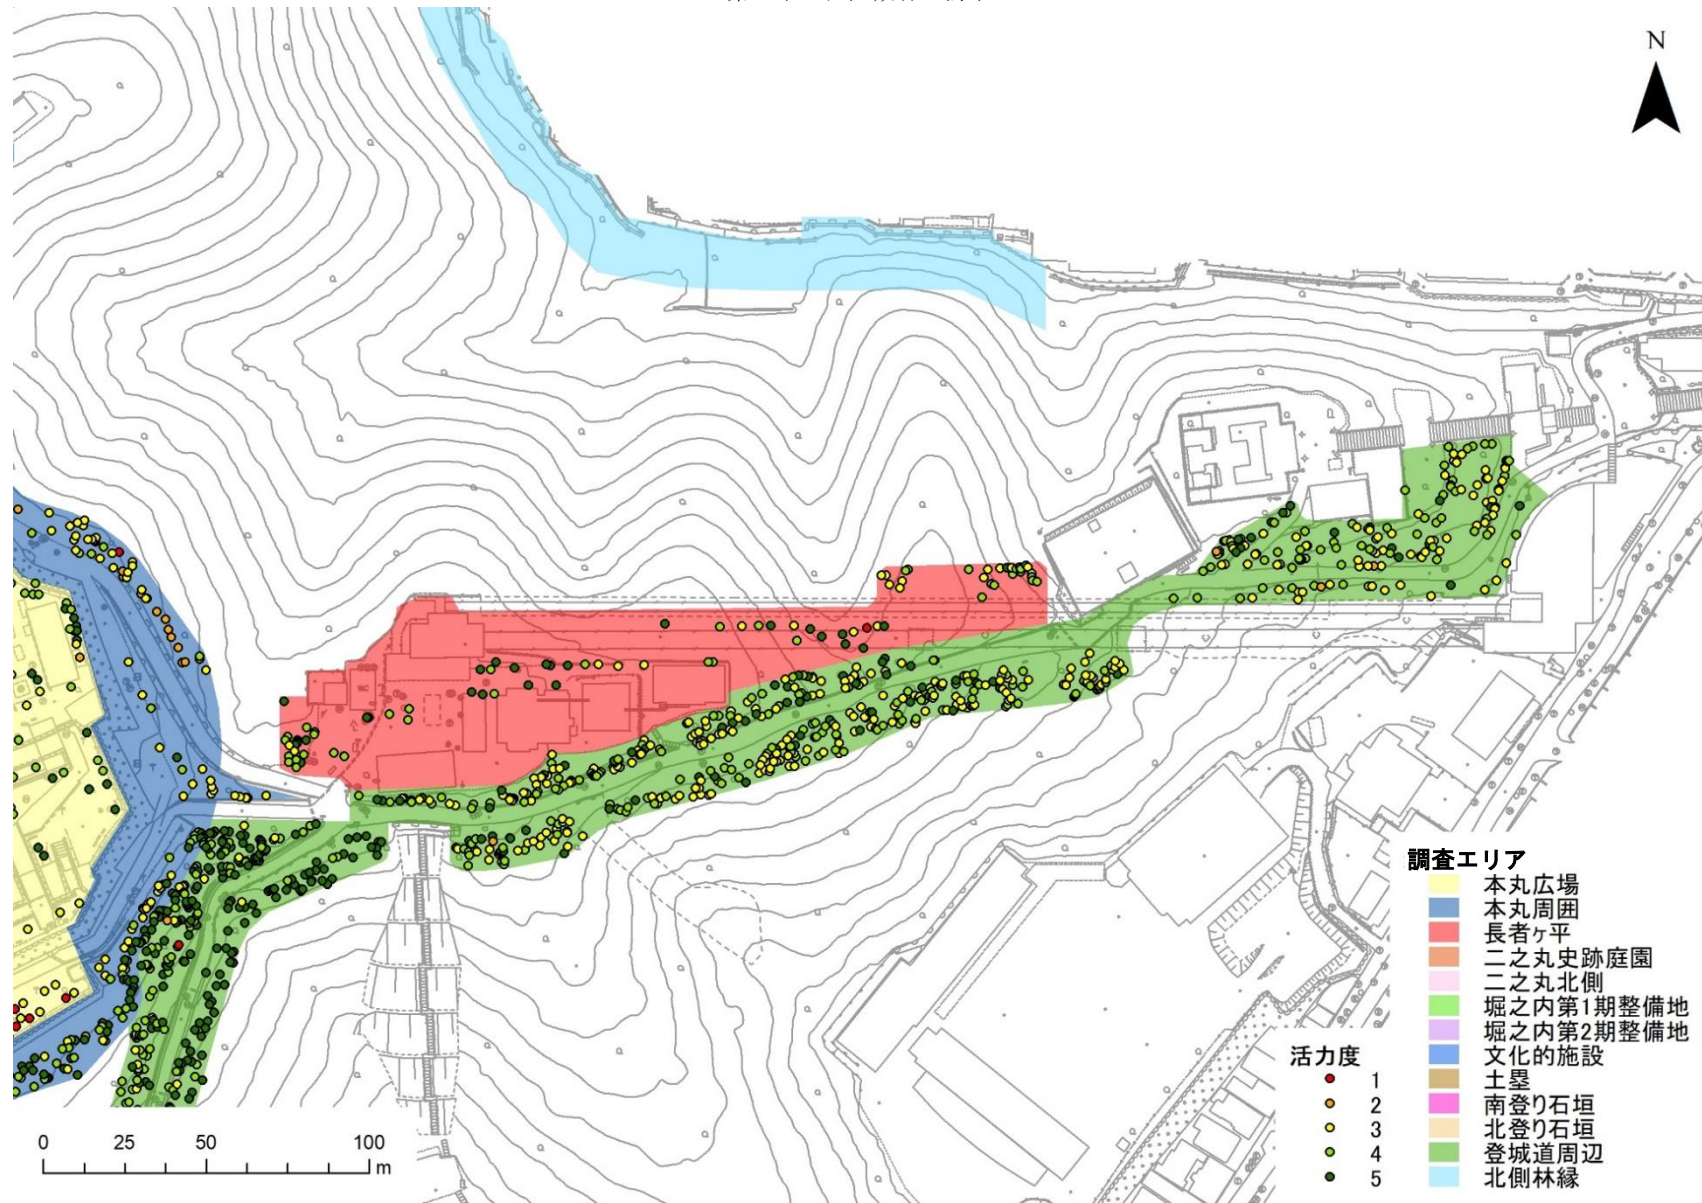 N
WC
調査エリア
本丸広場
本丸周囲
長者ヶ平
二之丸史跡庭園
二之丸北側
堀之内第1期整備地
堀之内第2期整備地
文化的施設
土塁
南登り石垣
北登り石垣
登城道周辺
北側林縁
活力度
1
2
3
4
5
0 25 50 100
m